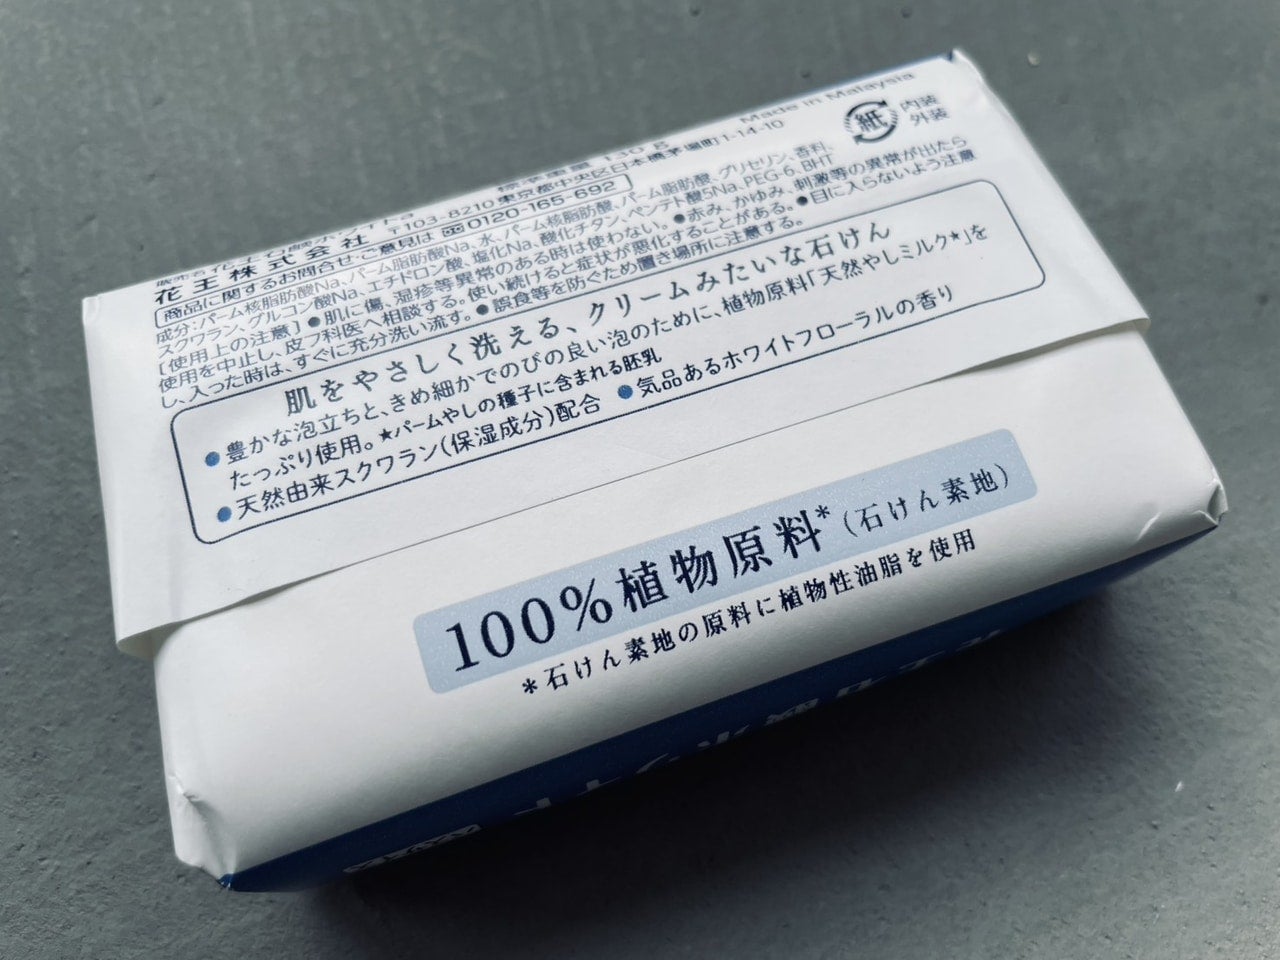 Made in Malaysia
標準重量 130 g
紙 内装
外装
花王株式会社 〒103-8210 東京都中央区日本橋茅場町1-14-10
商品に関するお問合せ・ご意見は 0120-165-692
成分:パーム核脂肪酸Na、パーム脂肪酸Na、水、パーム核脂肪酸、パーム脂肪酸、グリセリン、香料、
スクワラン、グルコン酸Na、エチドロン酸、塩化Na、酸化チタン、ペンテト酸5Na、PEG-6、BHT
[使用上の注意] ●肌に傷、湿疹等異常のある時は使わない。●赤み、かゆみ、刺激等の異常が出たら
使用を中止し、皮フ科医へ相談する。使い続けると症状が悪化することがある。●目に入らないよう注意
し、入った時は、すぐに充分洗い流す。●誤食等を防ぐため置き場所に注意する。
肌をやさしく洗える、クリームみたいな石けん
●豊かな泡立ちと、きめ細かでのびの良い泡のために、植物原料「天然やしミルク★」を
たっぷり使用。★パームやしの種子に含まれる胚乳
●天然由来スクワラン(保湿成分)配合 ●気品あるホワイトフローラルの香り
100%植物原料*(石けん素地)
*石けん素地の原料に植物性油脂を使用